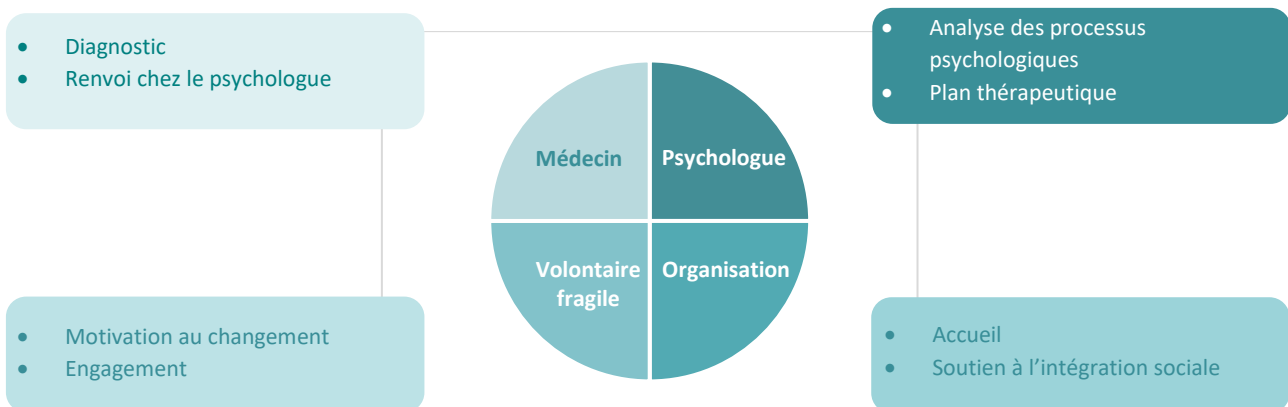 • Diagnostic
• Renvoi chez le psychologue
• Analyse des processus
psychologiques
• Plan thérapeutique
Médecin
Psychologue
Volontaire
fragile
Organisation
• Motivation au changement
• Engagement
• Accueil
• Soutien à l’intégration sociale